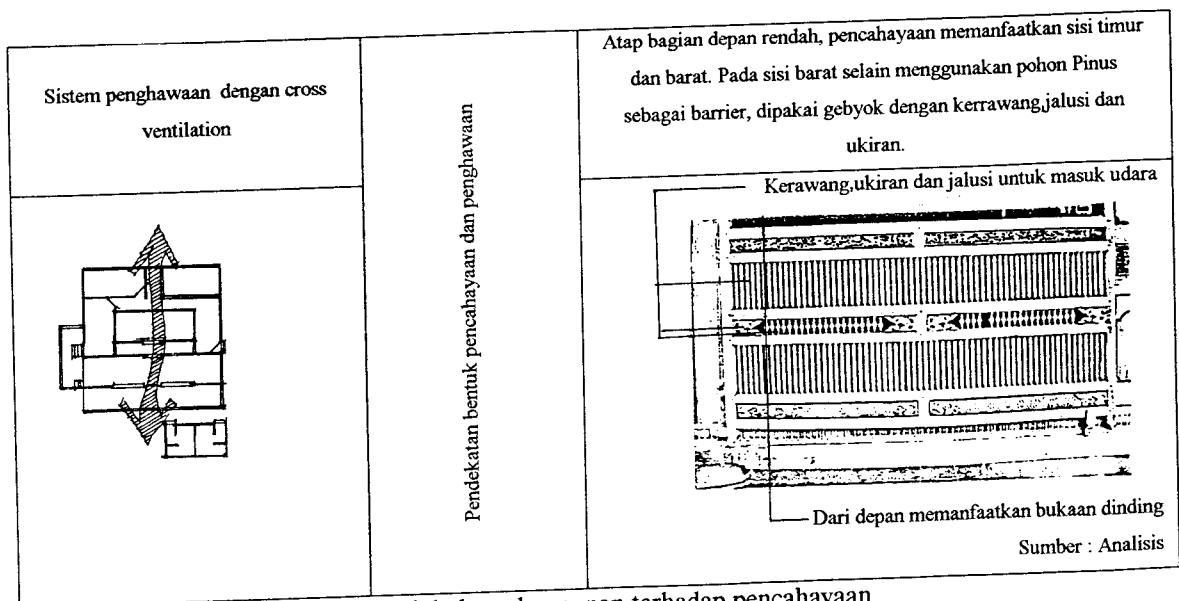 Sistem penghawaan dengan cross
ventilation
Pendekatan bentuk pencahayaan dan penghawaan
Atap bagian depan rendah, pencahayaan memanfaatkan sisi timur
dan barat. Pada sisi barat selain menggunakan pohon Pinus
sebagai barrier, dipakai gebyok dengan kerrawang,jalusi dan
ukiran.
Kerawang,ukiran dan jalusi untuk masuk udara
Dari depan memanfaatkan bukaan dinding
Sumber : Analisis
terhadap pencahayaan